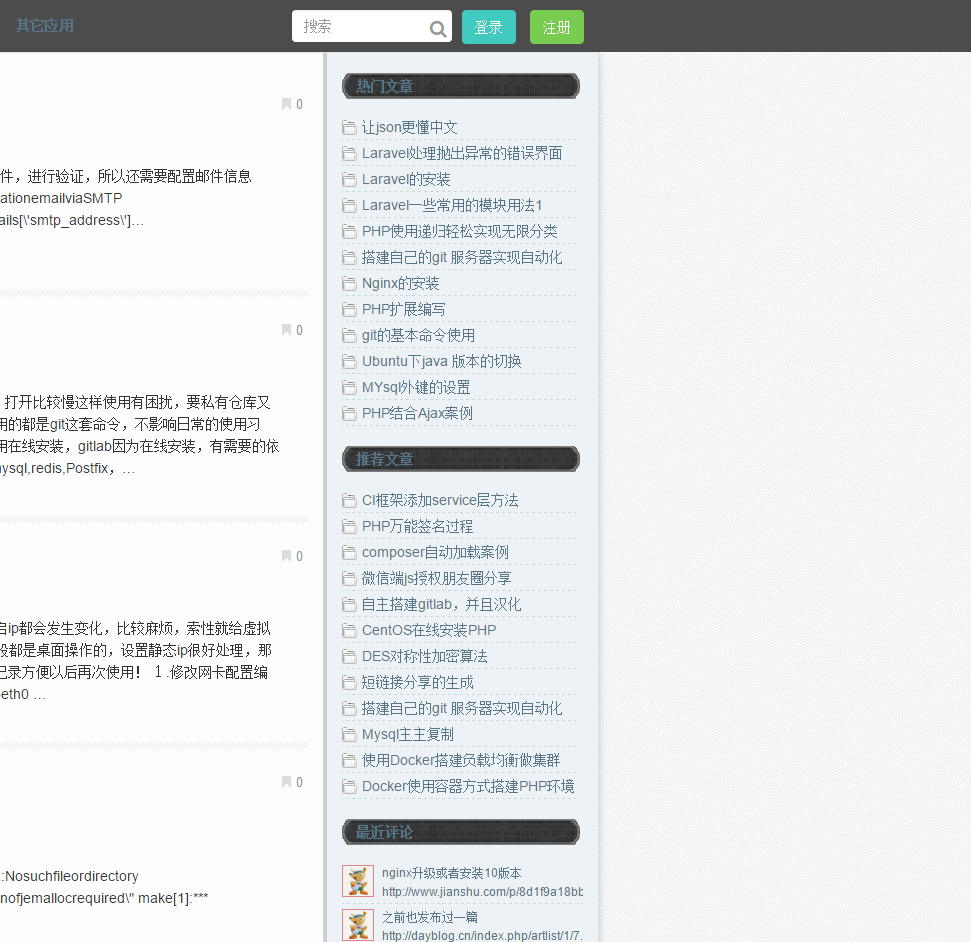 其它应用
搜索
登录
注册
0
件，进行验证，所以还需要配置邮件信息
ationemailviaSMTP
ails[\'smtp_address\']…
0
打开比较慢这样使用有困扰，要私有仓库又
用的都是git这套命令，不影响日常的使用习
用在线安装，gitlab因为在线安装，有需要的依
ysql,redis,Postfix，…
0
启ip都会发生变化，比较麻烦，索性就给虚拟
般都是桌面操作的，设置静态ip很好处理，那
记录方便以后再次使用！ 1 .修改网卡配置编
eth0 …
0
:Nosuchfileordirectory
nofjemallocrequired\" make[1]:***
热门文章
让json更懂中文
Laravel处理抛出异常的错误界面
Laravel的安装
Laravel一些常用的模块用法1
PHP使用递归轻松实现无限分类
搭建自己的git 服务器实现自动化
Nginx的安装
PHP扩展编写
git的基本命令使用
Ubuntu下java 版本的切换
MYsql外键的设置
PHP结合Ajax案例
推荐文章
CI框架添加service层方法
PHP万能签名过程
composer自动加载案例
微信端js授权朋友圈分享
自主搭建gitlab，并且汉化
CentOS在线安装PHP
DES对称性加密算法
短链接分享的生成
搭建自己的git 服务器实现自动化
Mysql主主复制
使用Docker搭建负载均衡做集群
Docker使用容器方式搭建PHP环境
最近评论
nginx升级或者安装10版本
http://www.jianshu.com/p/8d1f9a18bb
之前也发布过一篇
http://dayblog.cn/index.php/artlist/1/7.